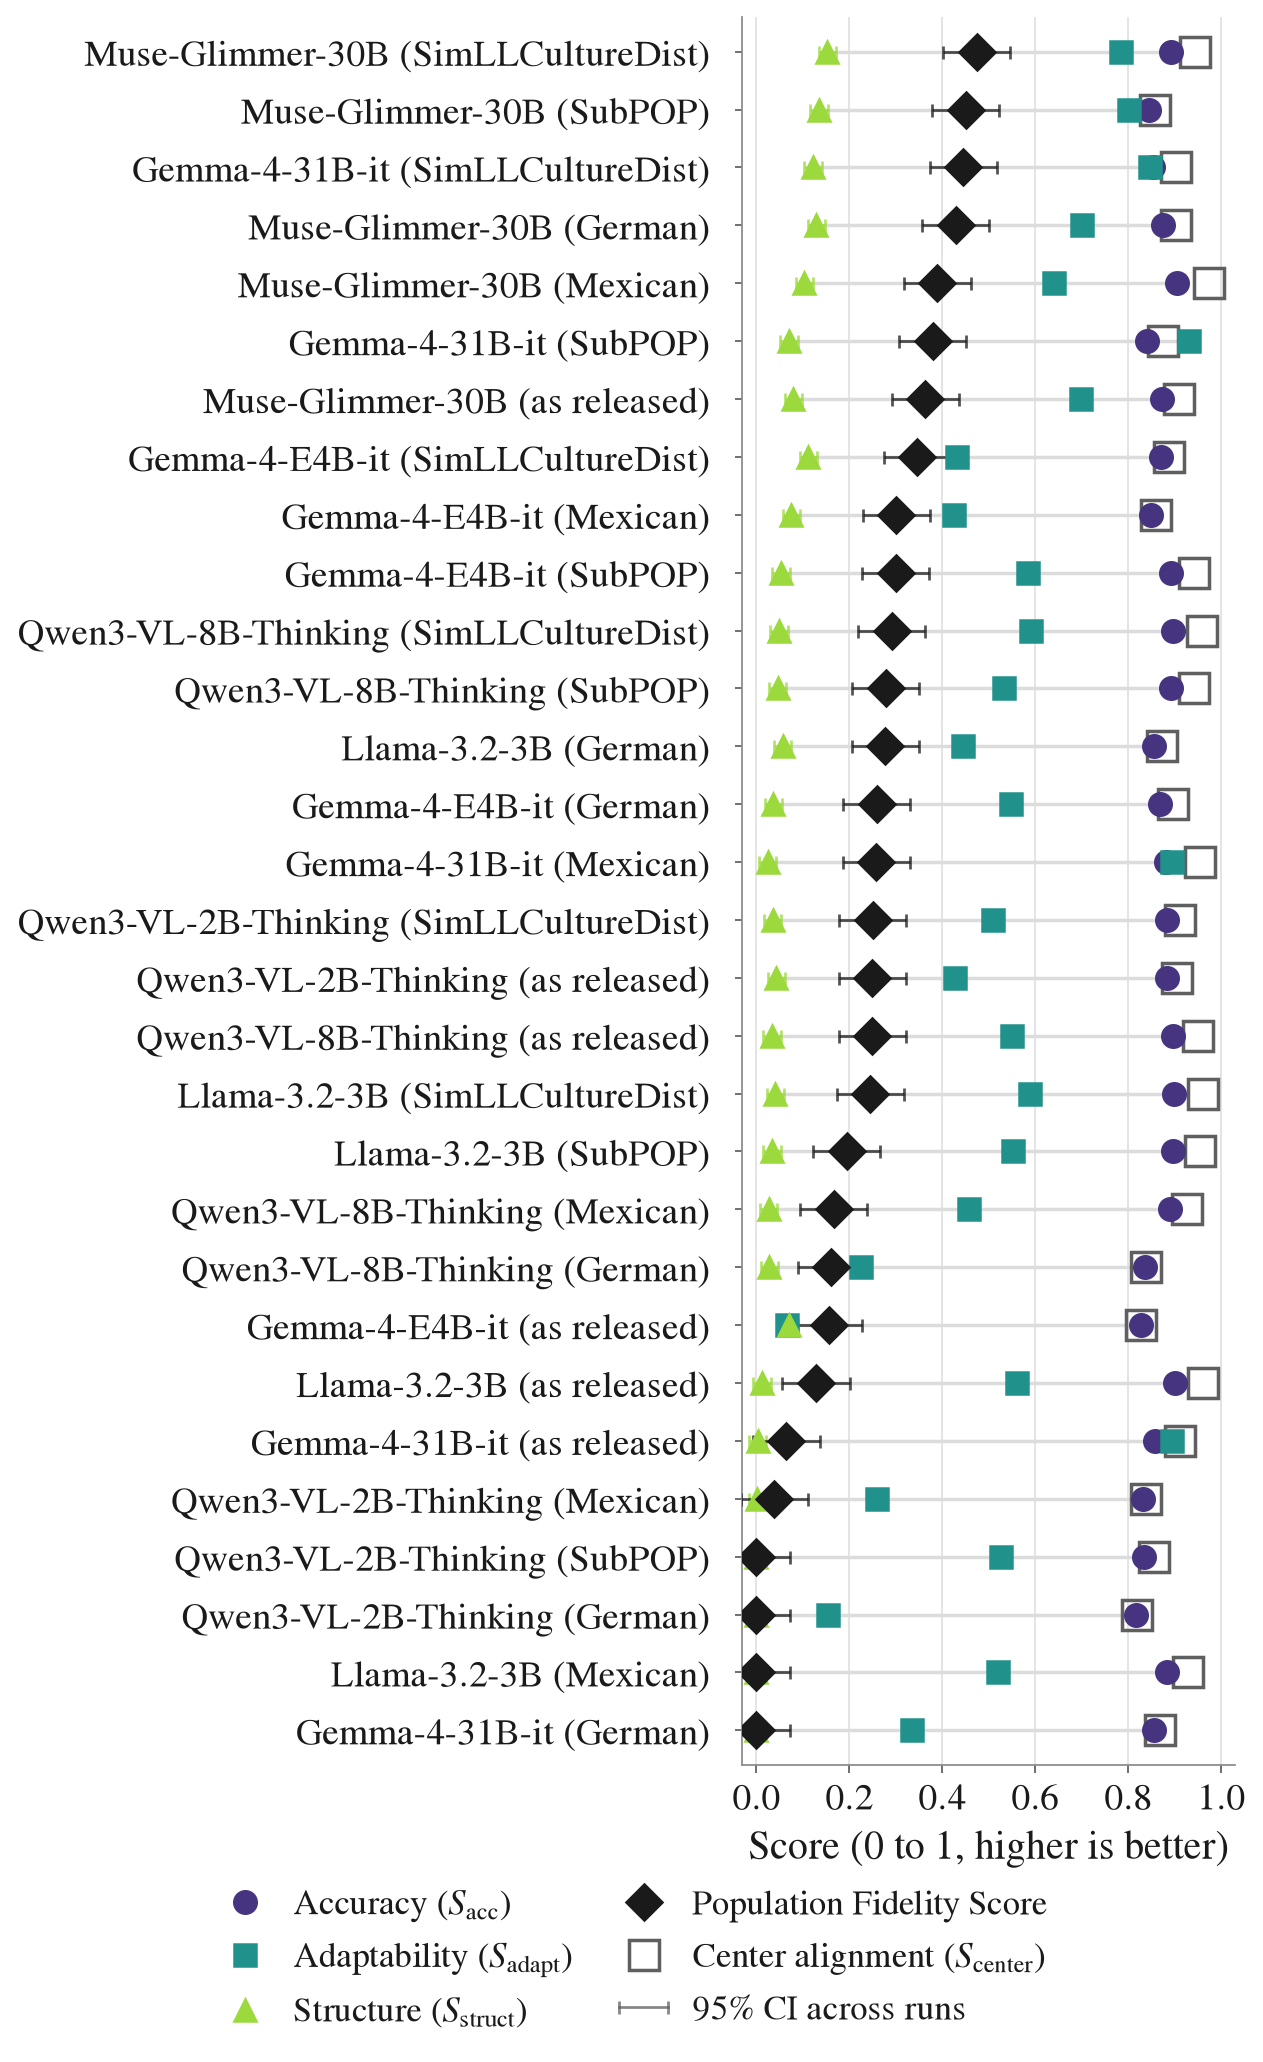 Muse-Glimmer-30B (SimLLCultureDist)
Muse-Glimmer-30B (SubPOP)
Gemma-4-31B-it (SimLLCultureDist)
Muse-Glimmer-30B (German)
Muse-Glimmer-30B (Mexican)
Gemma-4-31B-it (SubPOP)
Muse-Glimmer-30B (as released)
Gemma-4-E4B-it (SimLLCultureDist)
Gemma-4-E4B-it (Mexican)
Gemma-4-E4B-it (SubPOP)
Qwen3-VL-8B-Thinking (SimLLCultureDist)
Qwen3-VL-8B-Thinking (SubPOP)
Llama-3.2-3B (German)
Gemma-4-E4B-it (German)
Gemma-4-31B-it (Mexican)
Qwen3-VL-2B-Thinking (SimLLCultureDist)
Qwen3-VL-2B-Thinking (as released)
Qwen3-VL-8B-Thinking (as released)
Llama-3.2-3B (SimLLCultureDist)
Llama-3.2-3B (SubPOP)
Qwen3-VL-8B-Thinking (Mexican)
Qwen3-VL-8B-Thinking (German)
Gemma-4-E4B-it (as released)
Llama-3.2-3B (as released)
Gemma-4-31B-it (as released)
Qwen3-VL-2B-Thinking (Mexican)
Qwen3-VL-2B-Thinking (SubPOP)
Qwen3-VL-2B-Thinking (German)
Llama-3.2-3B (Mexican)
Gemma-4-31B-it (German)
0.0 0.2 0.4 0.6 0.8 1.0
Score (0 to 1, higher is better)
Accuracy (Sacc)
Adaptability (Sadapt)
Structure (Sstruct)
Population Fidelity Score
Center alignment (Scenter)
95% CI across runs